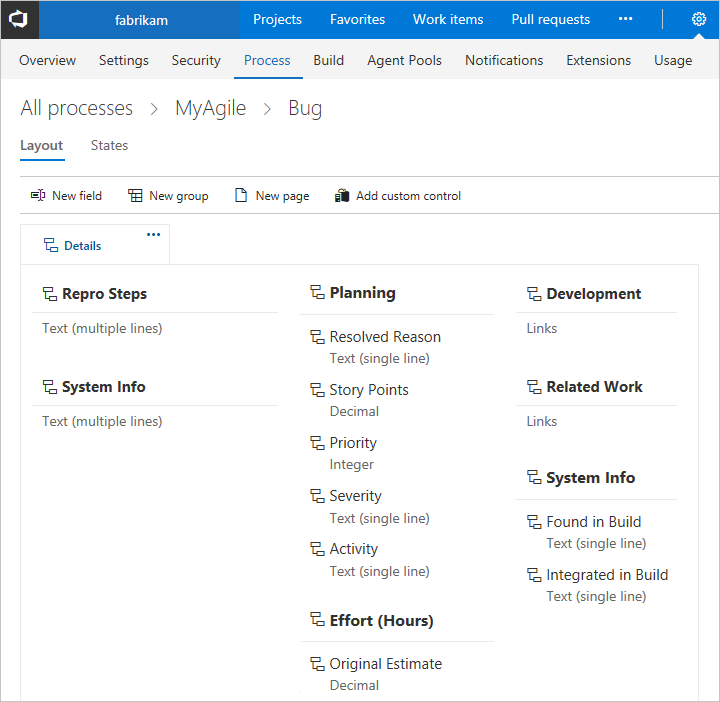 fabrikam Projects Favorites Work items Pull requests ···
Overview Settings Security Process Build Agent Pools Notifications Extensions Usage
All processes > MyAgile > Bug
Layout States
New field New group New page Add custom control
Details ···
Repro Steps
Text (multiple lines)
System Info
Text (multiple lines)
Planning
Resolved Reason
Text (single line)
Story Points
Decimal
Priority
Integer
Severity
Text (single line)
Activity
Text (single line)
Effort (Hours)
Original Estimate
Decimal
Development
Links
Related Work
Links
System Info
Found in Build
Text (single line)
Integrated in Build
Text (single line)